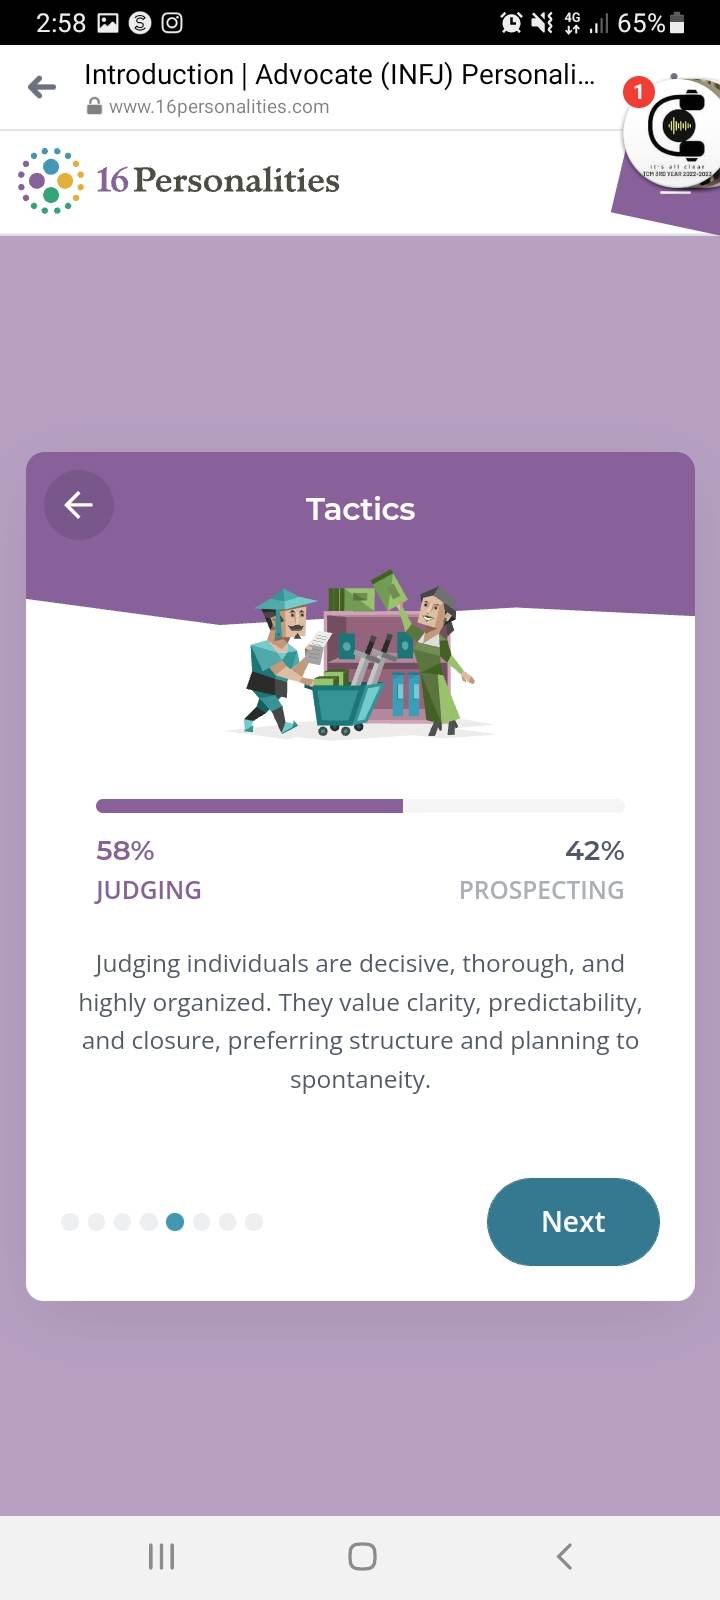 2:58
4G
65%
Introduction | Advocate (INFJ) Personali...
www.16personalities.com
1
it's all clear
TCM 3RD YEAR 2022-2023
16Personalities
Tactics
58%
42%
JUDGING
PROSPECTING
Judging individuals are decisive, thorough, and
highly organized. They value clarity, predictability,
and closure, preferring structure and planning to
spontaneity.
Next